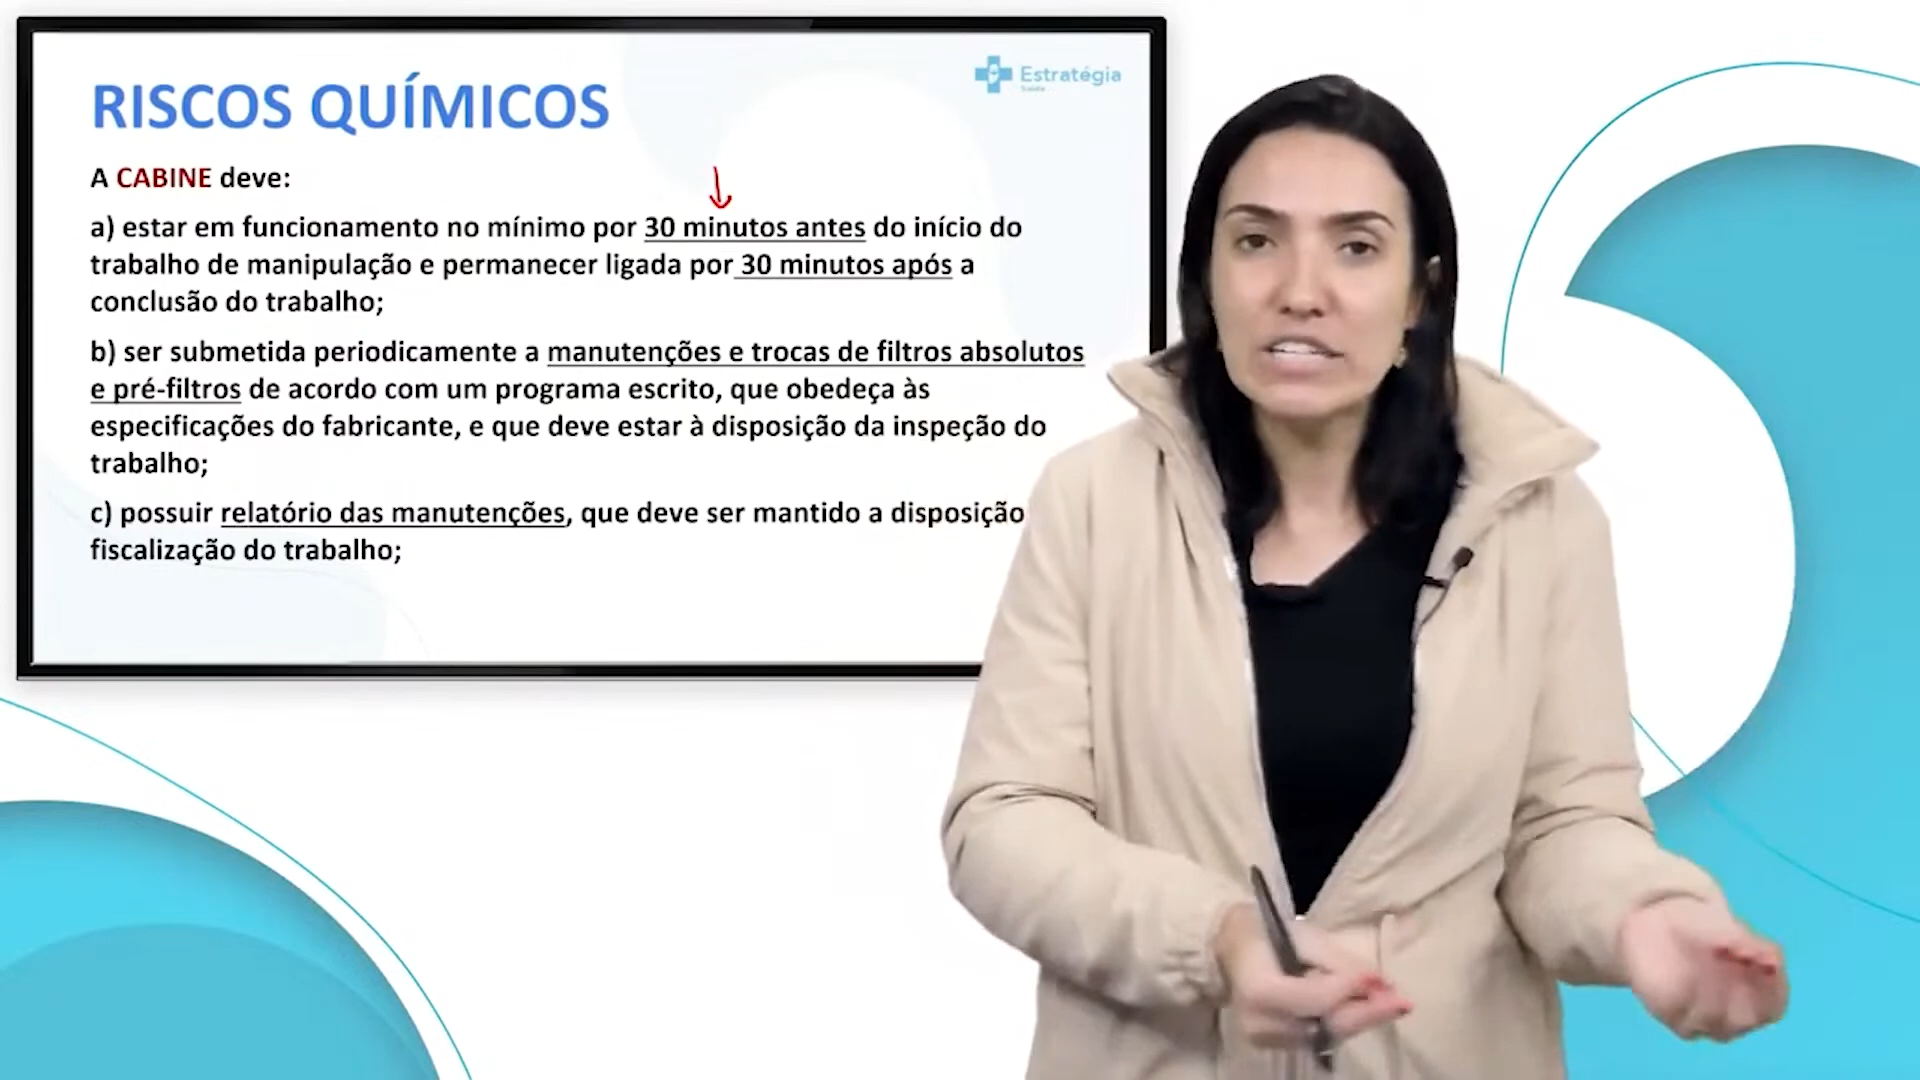 RISCOS QUÍMICOS
Estratégia
Saúde
A CABINE deve:
a) estar em funcionamento no mínimo por 30 minutos antes do início do
trabalho de manipulação e permanecer ligada por 30 minutos após a
conclusão do trabalho;
b) ser submetida periodicamente a manutenções e trocas de filtros absolutos
e pré-filtros de acordo com um programa escrito, que obedeça às
especificações do fabricante, e que deve estar à disposição da inspeção do
trabalho;
c) possuir relatório das manutenções, que deve ser mantido a disposição
fiscalização do trabalho;